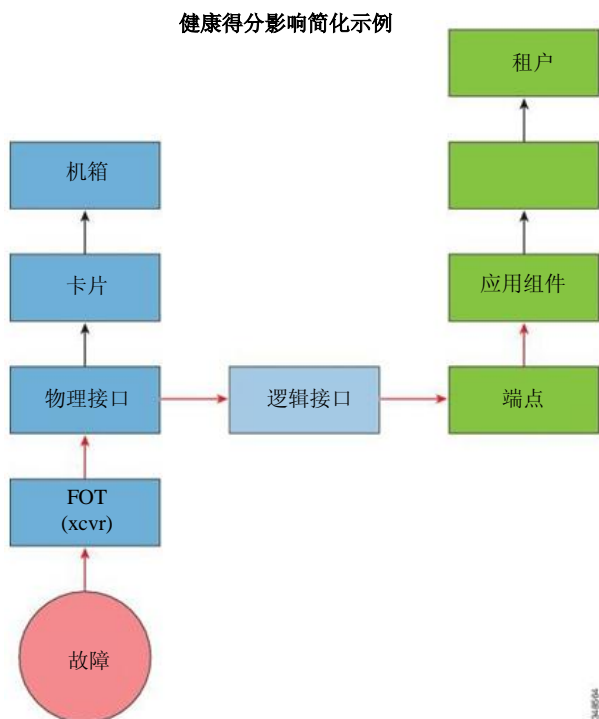 健康得分影响简化示例
租户
机箱
卡片
应用组件
物理接口
逻辑接口
端点
FOT
(xcvr)
故障
348564